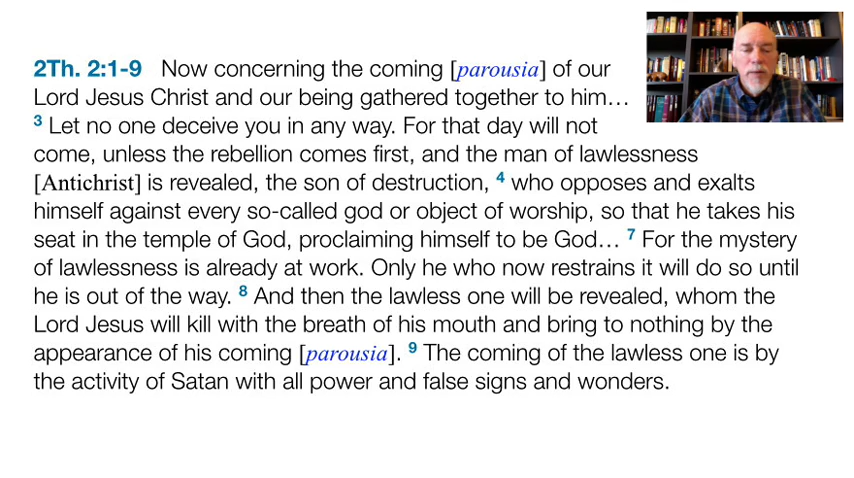 2Th. 2:1-9 Now concerning the coming [parousia] of our
Lord Jesus Christ and our being gathered together to him…
3 Let no one deceive you in any way. For that day will not
come, unless the rebellion comes first, and the man of lawlessness
[Antichrist] is revealed, the son of destruction, 4 who opposes and exalts
himself against every so-called god or object of worship, so that he takes his
seat in the temple of God, proclaiming himself to be God… 7 For the mystery
of lawlessness is already at work. Only he who now restrains it will do so until
he is out of the way. 8 And then the lawless one will be revealed, whom the
Lord Jesus will kill with the breath of his mouth and bring to nothing by the
appearance of his coming [parousia]. 9 The coming of the lawless one is by
the activity of Satan with all power and false signs and wonders.